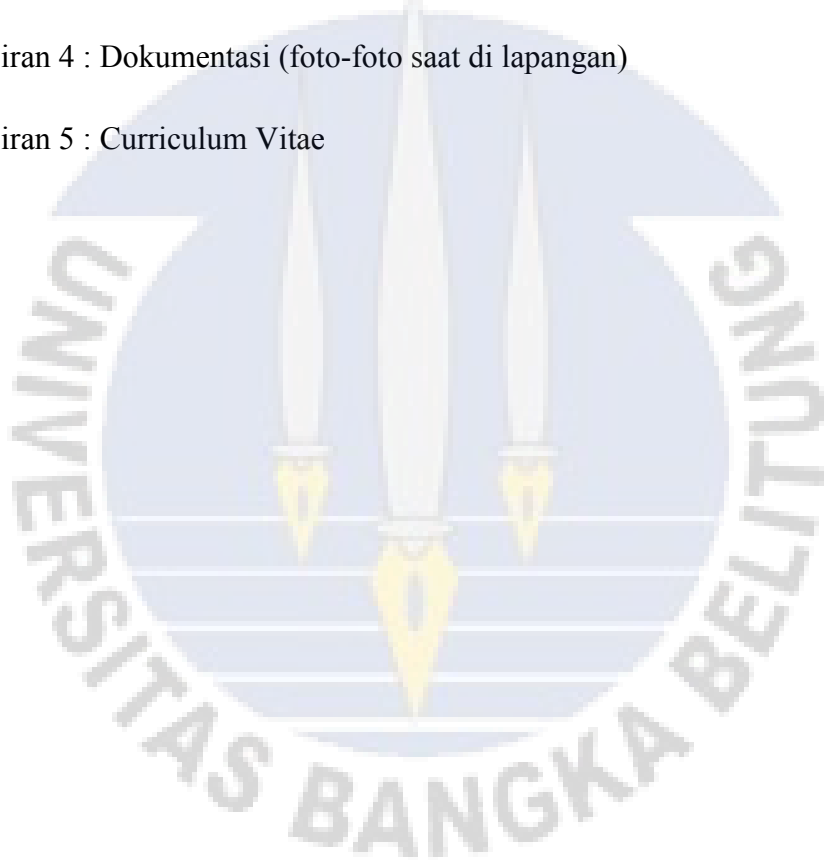 iran 4 : Dokumentasi (foto-foto saat di lapangan)
iran 5 : Curriculum Vitae
UNIVERSITAS BANGKA BELITUNG